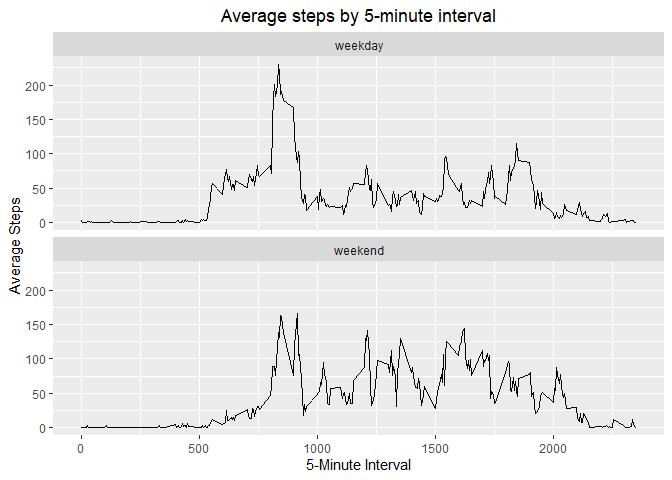 Average steps by 5-minute interval
weekday
200
150
100
50
0
Average Steps
weekend
200
150
100
50
0
0 500 1000 1500 2000
5-Minute Interval